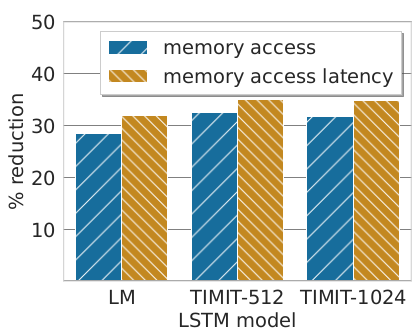 50
40
30
20
10
% reduction
memory access
memory access latency
LM
TIMIT-512
TIMIT-1024
LSTM model